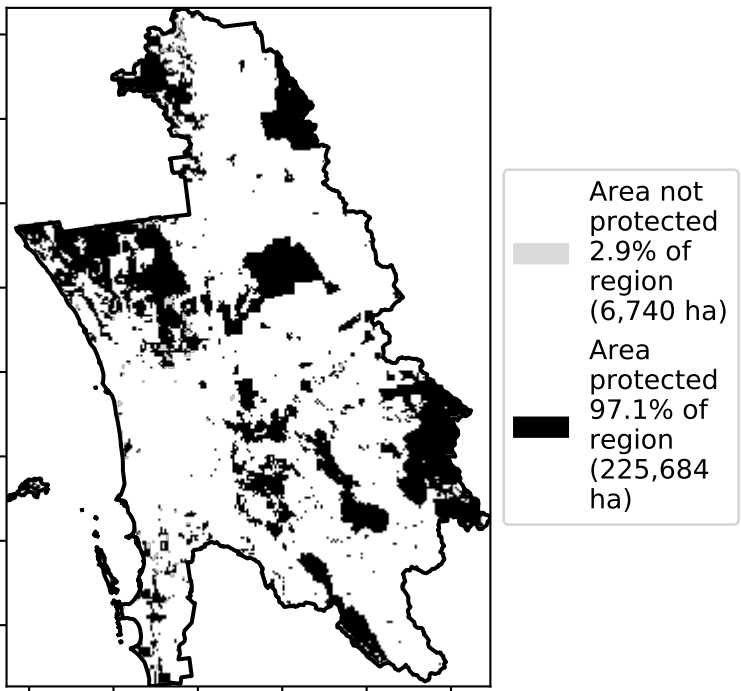 Area not
protected
2.9% of
region
(6,740 ha)
Area
protected
97.1% of
region
(225,684
ha)